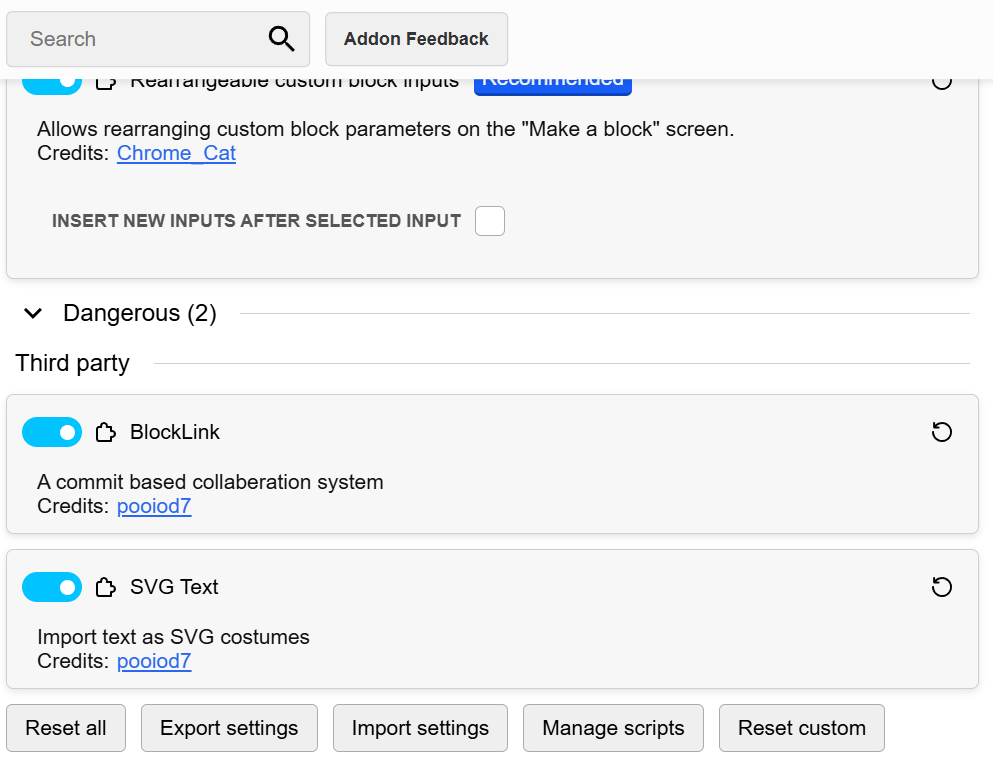 Search
Addon Feedback
Rearrangeable custom block inputs Recommended
Allows rearranging custom block parameters on the "Make a block" screen.
Credits: Chrome_Cat
INSERT NEW INPUTS AFTER SELECTED INPUT
Dangerous (2)
Third party
BlockLink
A commit based collaberation system
Credits: pooiod7
SVG Text
Import text as SVG costumes
Credits: pooiod7
Reset all
Export settings
Import settings
Manage scripts
Reset custom